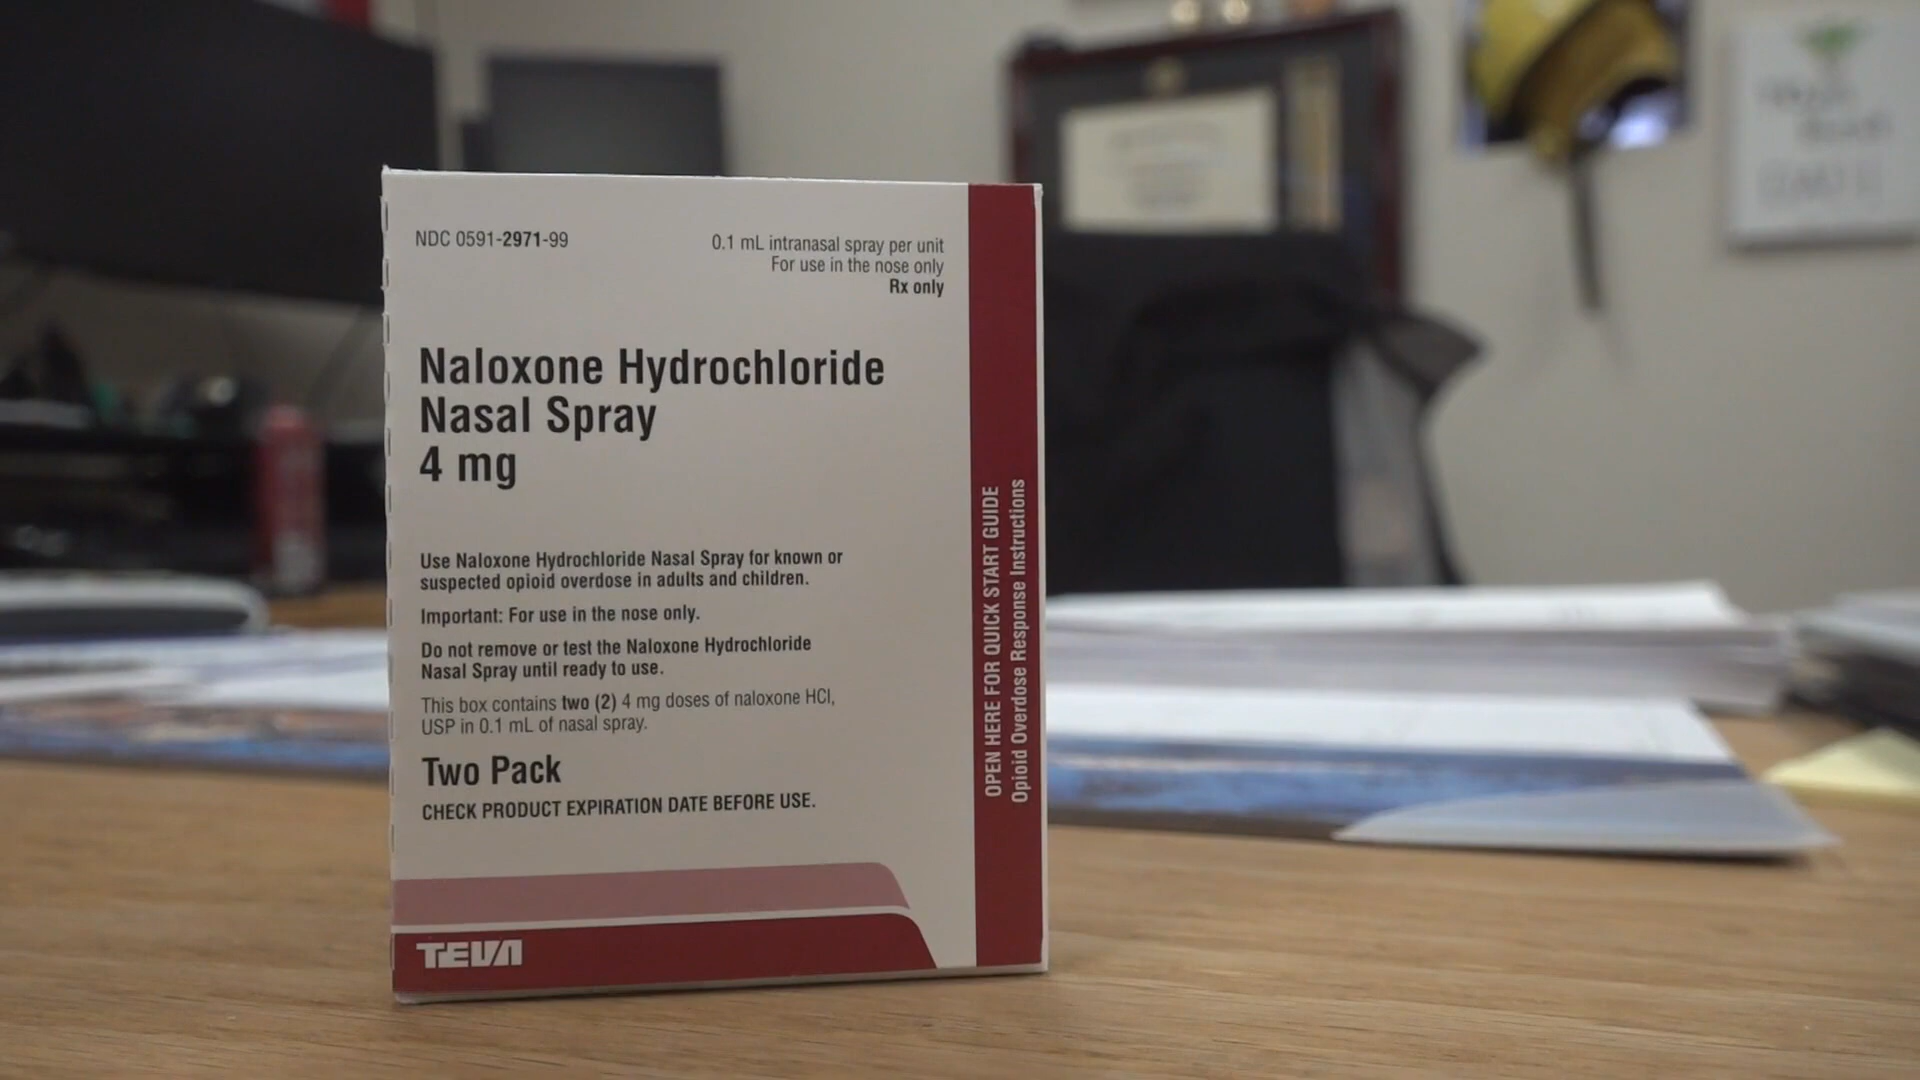 NDC 0591-2971-99
0.1 mL intranasal spray per unit
For use in the nose only
Rx only
Naloxone Hydrochloride
Nasal Spray
4 mg
Use Naloxone Hydrochloride Nasal Spray for known or
suspected opioid overdose in adults and children.
Important: For use in the nose only.
Do not remove or test the Naloxone Hydrochloride
Nasal Spray until ready to use.
This box contains two (2) 4 mg doses of naloxone HCl,
USP in 0.1 mL of nasal spray.
Two Pack
CHECK PRODUCT EXPIRATION DATE BEFORE USE.
TEVA
OPEN HERE FOR QUICK START GUIDE
Opioid Overdose Response Instructions